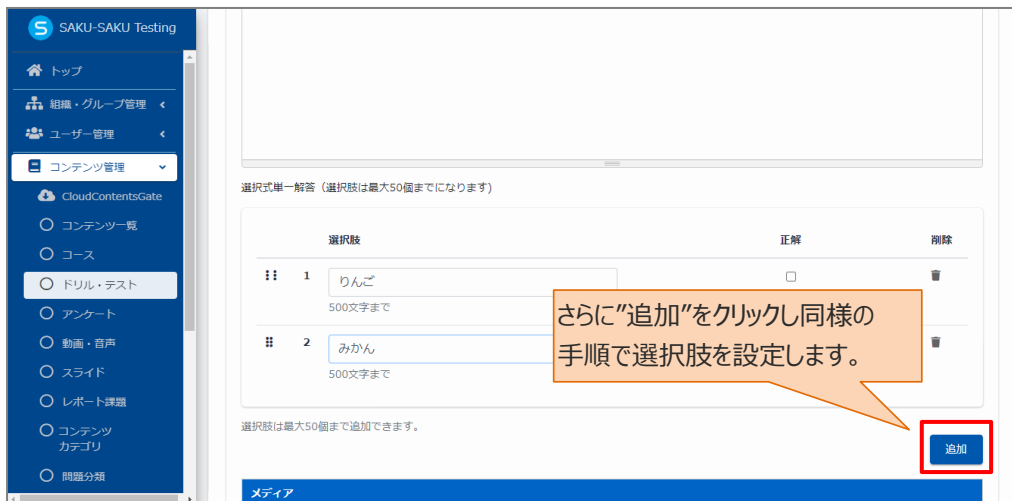 SAKU-SAKU Testing
トップ
組織・グループ管理
ユーザー管理
コンテンツ管理
CloudContentsGate
コンテンツ一覧
コース
ドリル・テスト
アンケート
動画・音声
スライド
レポート課題
コンテンツ
カテゴリ
問題分類
選択式単一解答（選択肢は最大50個までになります)
選択肢 正解 削除
1 りんご
500文字まで
2 みかん
500文字まで
さらに”追加”をクリックし同様の
手順で選択肢を設定します。
選択肢は最大50個まで追加できます。
追加
メディア